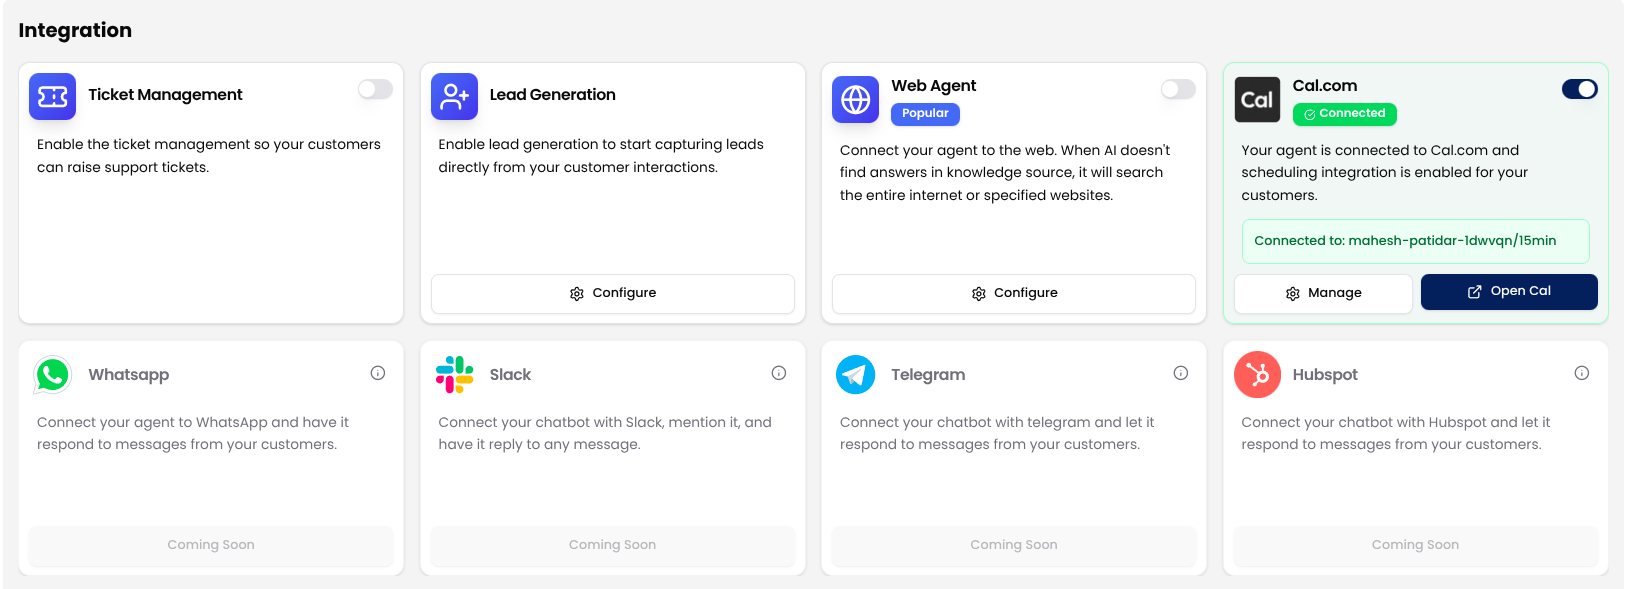 Integration
Ticket Management
Enable the ticket management so your customers
can raise support tickets.
Lead Generation
Enable lead generation to start capturing leads
directly from your customer interactions.
Configure
Web Agent
Popular
Connect your agent to the web. When AI doesn't
find answers in knowledge source, it will search
the entire internet or specified websites.
Configure
Cal
Cal.com
Connected
Your agent is connected to Cal.com and
scheduling integration is enabled for your
customers.
Connected to: mahesh-patidar-1dwvqn/15min
Manage
Open Cal
Whatsapp
Connect your agent to WhatsApp and have it
respond to messages from your customers.
Coming Soon
Slack
Connect your chatbot with Slack, mention it, and
have it reply to any message.
Coming Soon
Telegram
Connect your chatbot with telegram and let it
respond to messages from your customers.
Coming Soon
Hubspot
Connect your chatbot with Hubspot and let it
respond to messages from your customers.
Coming Soon